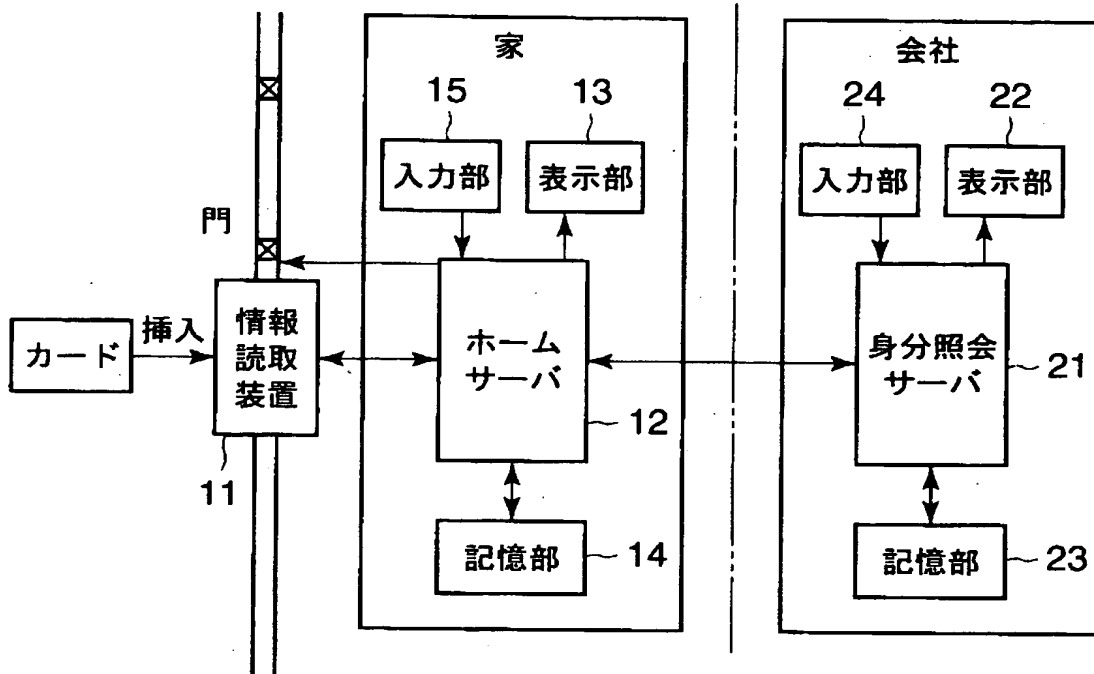 家
会社
15
13
24
22
入力部
表示部
入力部
表示部
門
カード
挿入
情報
読取
装置
ホーム
サーバ
身分照会
サーバ
21
12
11
記憶部
14
記憶部
23